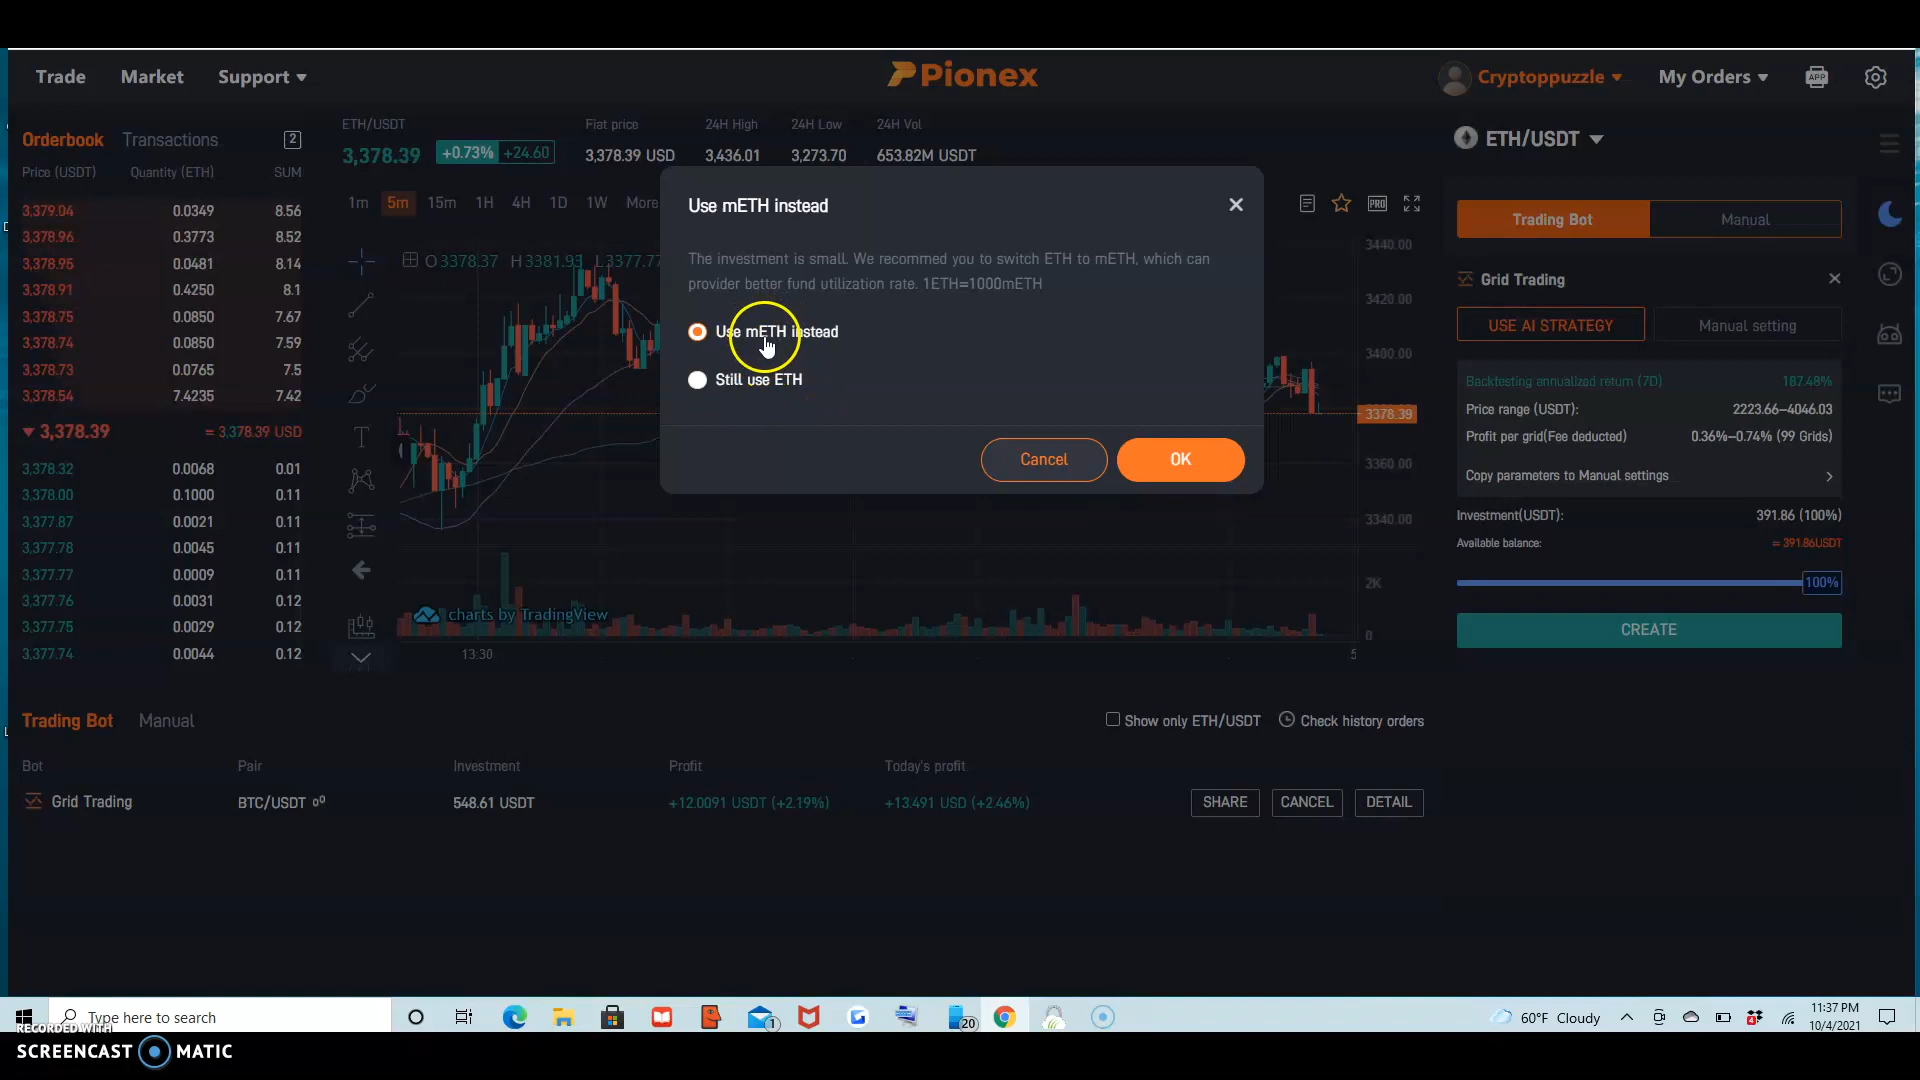 Trade Market Support
Pionex
Cryptoppuzzle My Orders APP
Orderbook Transactions 2
Price (USDT) Quantity (ETH) SUM
3,379.04 0.0349 8.56
3,378.96 0.3773 8.52
3,378.95 0.0481 8.14
3,378.91 0.4250 8.1
3,378.75 0.0850 7.67
3,378.74 0.0850 7.59
3,378.73 0.0765 7.5
3,378.54 7.4235 7.42
3,378.39 = 3,378.39 USD
3,378.32 0.0068 0.01
3,378.00 0.1000 0.11
3,377.87 0.0021 0.11
3,377.78 0.0045 0.11
3,377.77 0.0009 0.11
3,377.76 0.0031 0.12
3,377.75 0.0029 0.12
3,377.74 0.0044 0.12
ETH/USDT Fiat price 24H High 24H Low 24H Vol
3,378.39 +0.73% +24.60 3,378.39 USD 3,436.01 3,273.70 653.82M USDT
1m 5m 15m 1H 4H 1D 1W More
PRO
O3378.37 H3381.93 L3377.77
Use mETH instead
The investment is small. We recommed you to switch ETH to mETH, which can
provider better fund utilization rate. 1ETH=1000mETH
Use mETH instead
Still use ETH
Cancel OK
3440.00
3420.00
3400.00
3378.39
3360.00
3340.00
2K
0
charts by TradingView
13:30 5
ETH/USDT
Trading Bot Manual
Grid Trading
USE AI STRATEGY Manual setting
Backtesting annualized return (7D) 187.48%
Price range (USDT): 2223.66–4046.03
Profit per grid(Fee deducted) 0.36%–0.74% (99 Grids)
Copy parameters to Manual settings
Investment(USDT): 391.86 (100%)
Available balance: ≈ 391.86USDT
100%
CREATE
Trading Bot Manual Show only ETH/USDT Check history orders
Bot Pair Investment Profit Today's profit
Grid Trading BTC/USDT 548.61 USDT +12.0091 USDT (+2.19%) +13.491 USD (+2.46%) SHARE CANCEL DETAIL
Type here to search
1
20
60°F Cloudy
4
11:37 PM
10/4/2021
RECORDED WITH
SCREENCAST MATIC